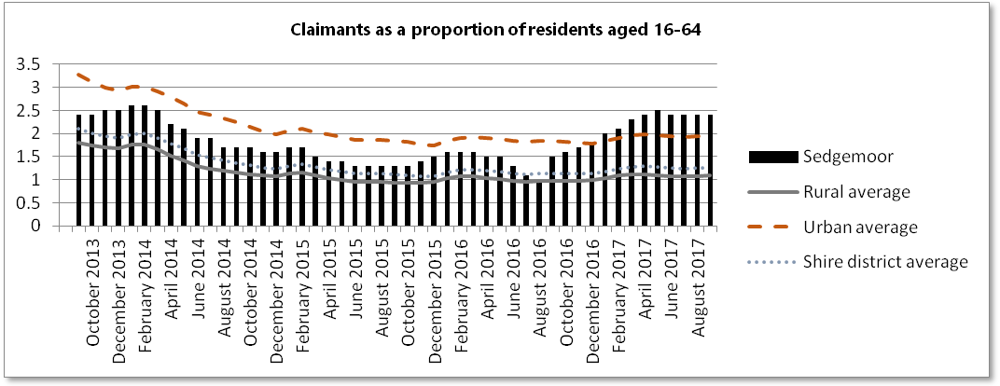 Claimants as a proportion of residents aged 16-64
3.5
3
2.5
2
1.5
1
0.5
0
October 2013
December 2013
February 2014
April 2014
June 2014
August 2014
October 2014
December 2014
February 2015
April 2015
June 2015
August 2015
October 2015
December 2015
February 2016
April 2016
June 2016
August 2016
October 2016
December 2016
February 2017
April 2017
June 2017
August 2017
Sedgemoor
Rural average
Urban average
Shire district average